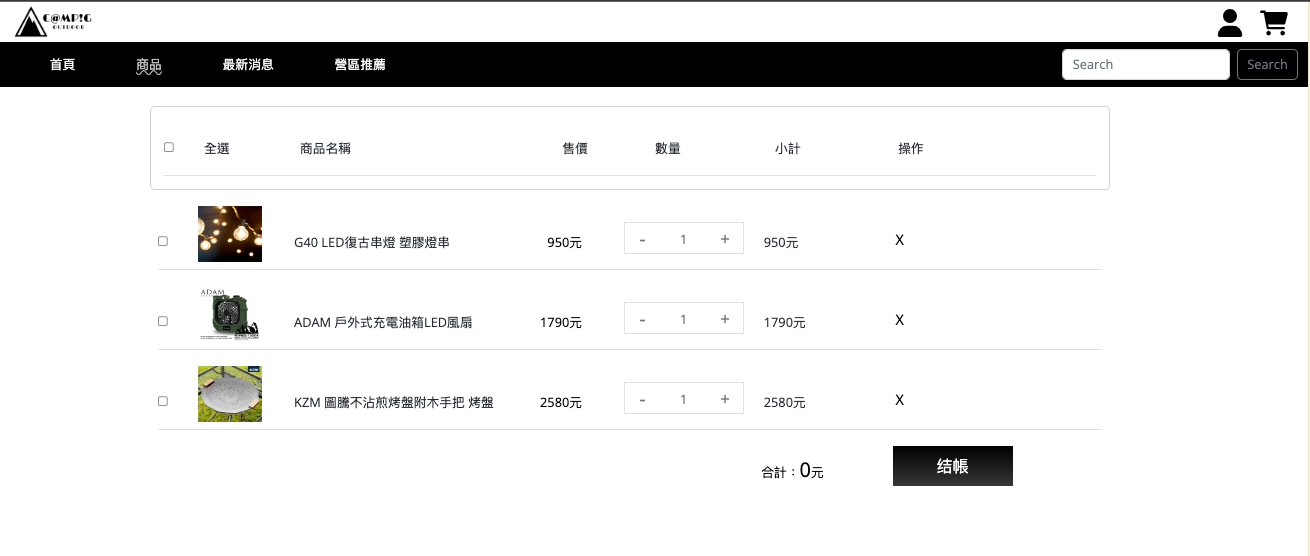 C@MP!G
OUTDOOR
首頁 商品 最新消息 營區推薦 Search Search
全選 商品名稱 售價 數量 小計 操作
G40 LED復古串燈 塑膠燈串 950元 - 1 + 950元 X
ADAM
ADAM 戶外式充電油箱LED風扇 1790元 - 1 + 1790元 X
KZM 圖騰不沾煎烤盤附木手把 烤盤 2580元 - 1 + 2580元 X
合計：0元 结帳